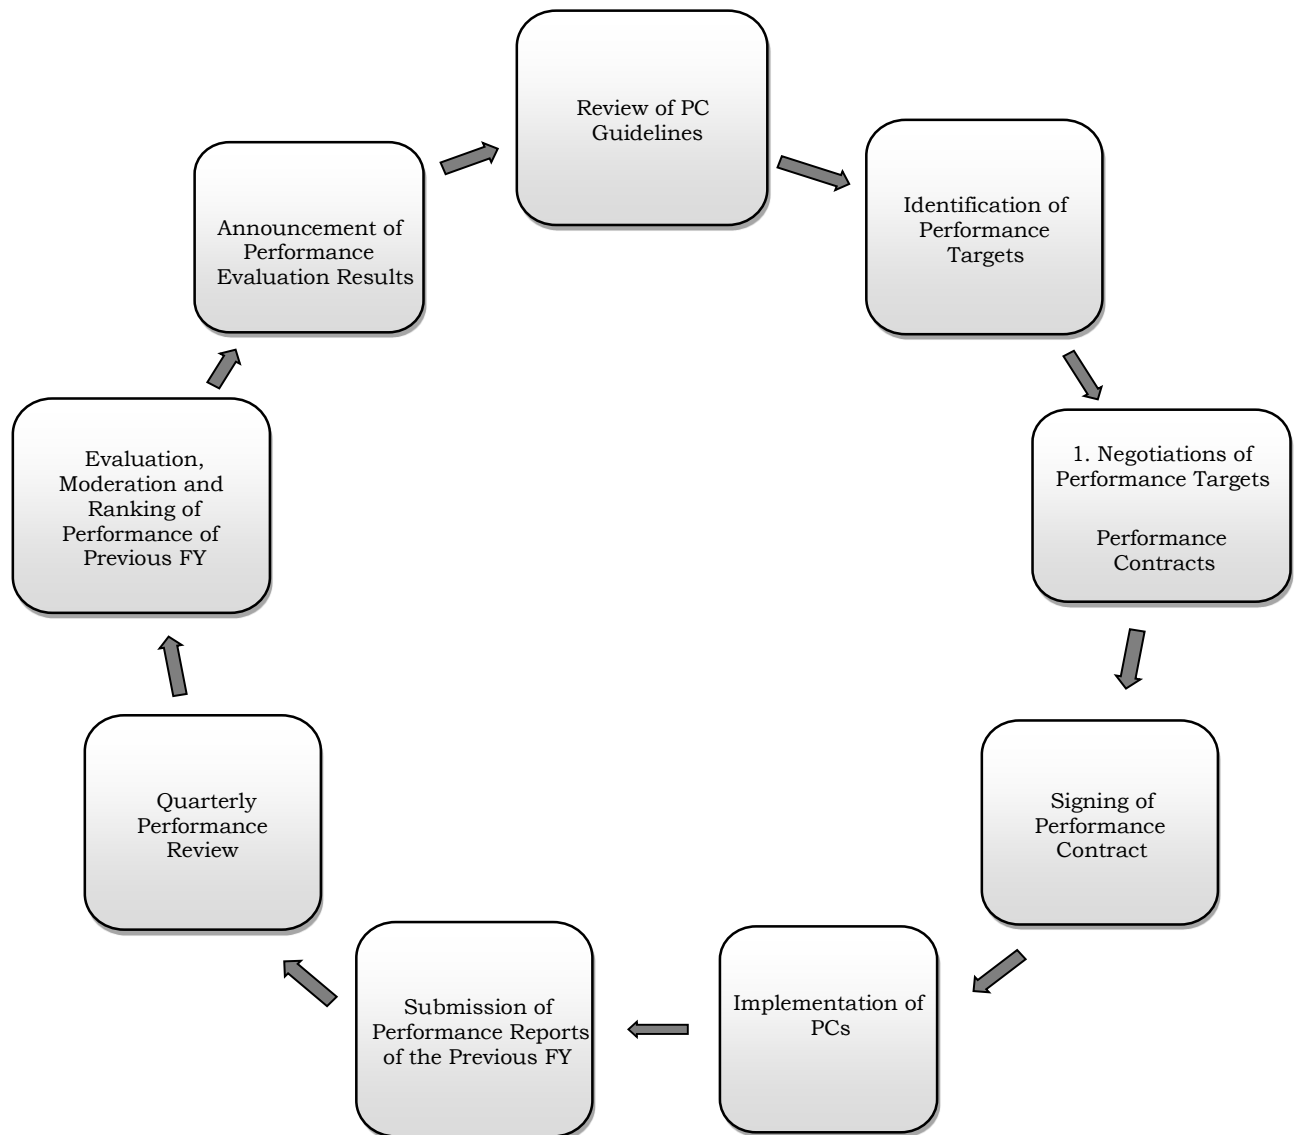 Review of PC
Guidelines
Identification of
Performance
Targets
1. Negotiations of
Performance Targets
Performance
Contracts
Signing of
Performance
Contract
Implementation of
PCs
Submission of
Performance Reports
of the Previous FY
Quarterly
Performance
Review
Evaluation,
Moderation and
Ranking of
Performance of
Previous FY
Announcement of
Performance
Evaluation Results